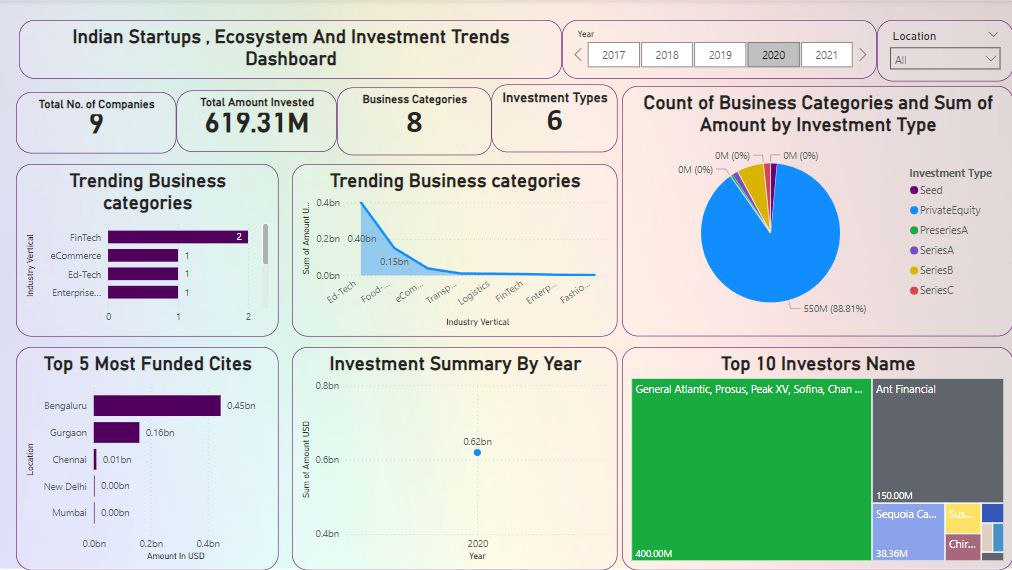 Indian Startups , Ecosystem And Investment Trends
Dashboard
Year
2017
2018
2019
2020
2021
Location
All
Total No. of Companies
9
Total Amount Invested
619.31M
Business Categories
8
Investment Types
6
Count of Business Categories and Sum of
Amount by Investment Type
0M (0%)
0M (0%)
0M (0%)
550M (88.81%)
Investment Type
Seed
PrivateEquity
PreseriesA
SeriesA
SeriesB
SeriesC
Trending Business
categories
Industry Vertical
FinTech
2
eCommerce
1
Ed-Tech
1
Enterprise...
1
0
1
2
Trending Business categories
Sum of Amount U...
0.4bn
0.2bn
0.0bn
0.40bn
0.15bn
Ed-Tech
Food-...
eCom...
Transp...
Logistics
FinTech
Enterp...
Fashio...
Industry Vertical
Top 5 Most Funded Cites
Location
Bengaluru
0.45bn
Gurgaon
0.16bn
Chennai
0.01bn
New Delhi
0.00bn
Mumbai
0.00bn
0.0bn
0.2bn
0.4bn
Amount In USD
Investment Summary By Year
Sum of Amount USD
0.8bn
0.6bn
0.4bn
0.62bn
2020
Year
Top 10 Investors Name
General Atlantic, Prosus, Peak XV, Sofina, Chan ...
400.00M
Ant Financial
150.00M
Sequoia Ca...
38.36M
Sus...
Chir...